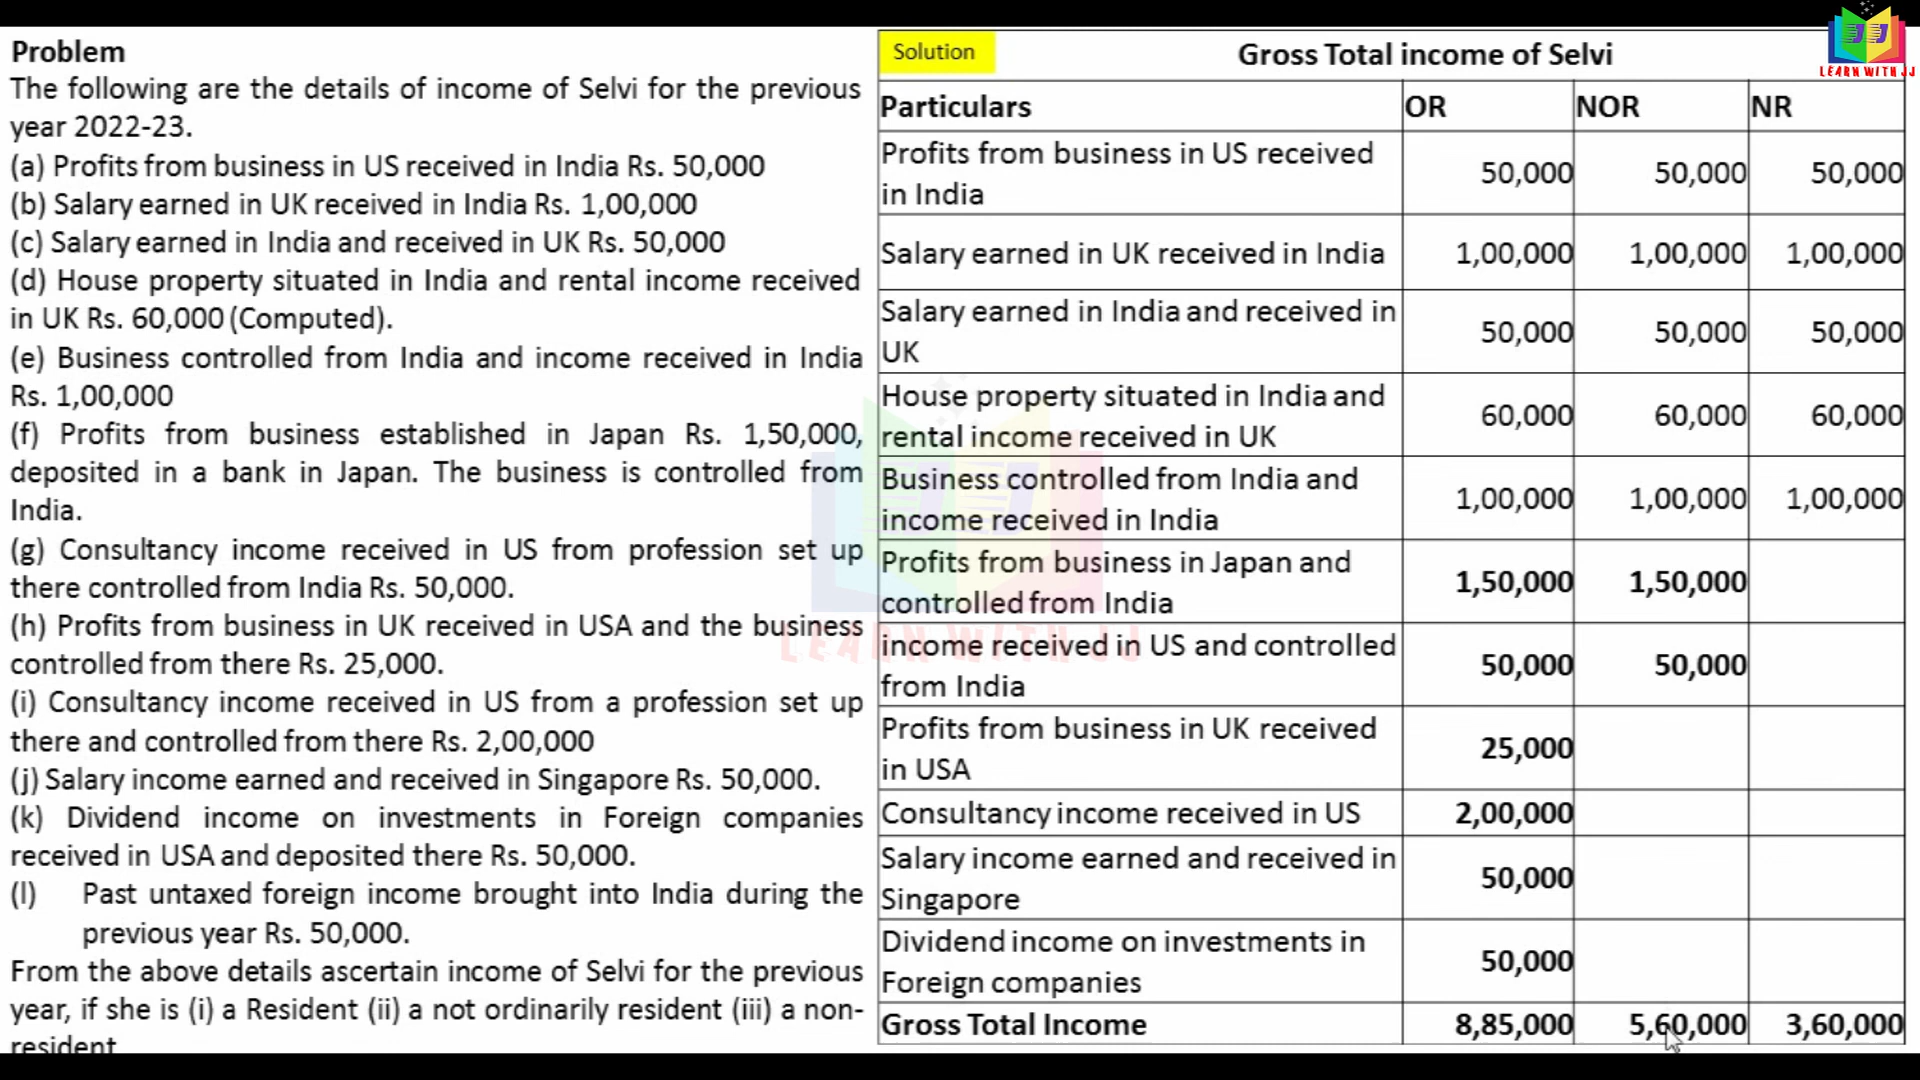 Problem
The following are the details of income of Selvi for the previous
year 2022-23.
(a) Profits from business in US received in India Rs. 50,000
(b) Salary earned in UK received in India Rs. 1,00,000
(c) Salary earned in India and received in UK Rs. 50,000
(d) House property situated in India and rental income received
in UK Rs. 60,000 (Computed).
(e) Business controlled from India and income received in India
Rs. 1,00,000
(f) Profits from business established in Japan Rs. 1,50,000,
deposited in a bank in Japan. The business is controlled from
India.
(g) Consultancy income received in US from profession set up
there controlled from India Rs. 50,000.
(h) Profits from business in UK received in USA and the business
controlled from there Rs. 25,000.
(i) Consultancy income received in US from a profession set up
there and controlled from there Rs. 2,00,000
(j) Salary income earned and received in Singapore Rs. 50,000.
(k) Dividend income on investments in Foreign companies
received in USA and deposited there Rs. 50,000.
(l) Past untaxed foreign income brought into India during the
previous year Rs. 50,000.
From the above details ascertain income of Selvi for the previous
year, if she is (i) a Resident (ii) a not ordinarily resident (iii) a non-
resident
Solution
Gross Total income of Selvi
Particulars OR NOR NR
Profits from business in US received
in India 50,000 50,000 50,000
Salary earned in UK received in India 1,00,000 1,00,000 1,00,000
Salary earned in India and received in
UK 50,000 50,000 50,000
House property situated in India and
rental income received in UK 60,000 60,000 60,000
Business controlled from India and
income received in India 1,00,000 1,00,000 1,00,000
Profits from business in Japan and
controlled from India 1,50,000 1,50,000
income received in US and controlled
from India 50,000 50,000
Profits from business in UK received
in USA 25,000
Consultancy income received in US 2,00,000
Salary income earned and received in
Singapore 50,000
Dividend income on investments in
Foreign companies 50,000
Gross Total Income 8,85,000 5,60,000 3,60,000
JJ
LEARN WITH JJ
JJ
LEARN WITH JJ